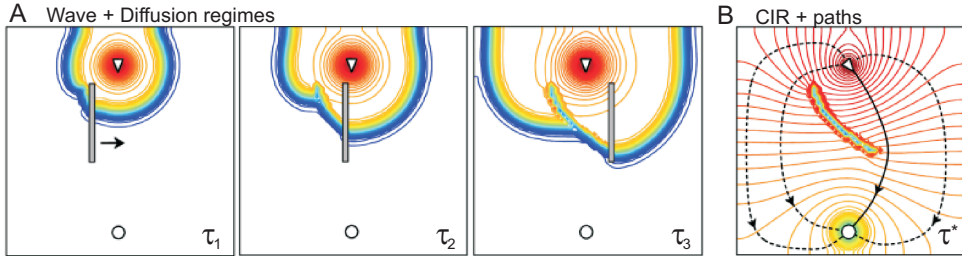 A Wave + Diffusion regimes
B CIR + paths
τ1
τ2
τ3
τ*